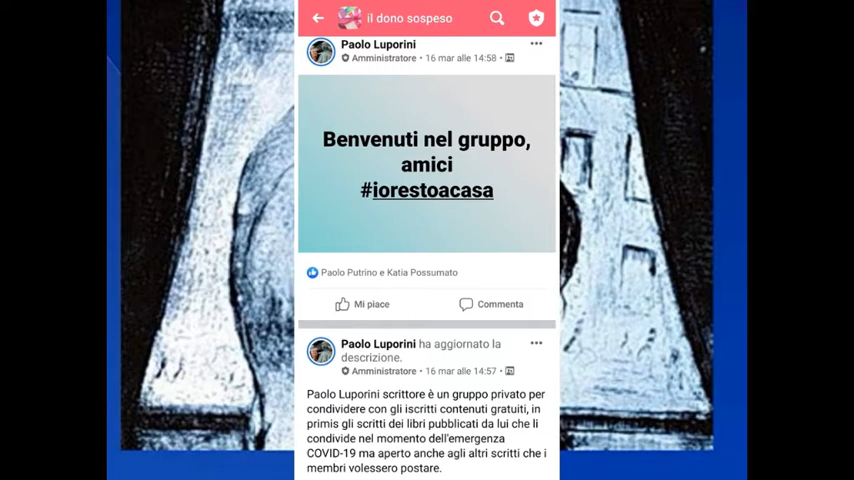 il dono sospeso
Paolo Luporini
Amministratore • 16 mar alle 14:58 •
Benvenuti nel gruppo,
amici
#iorestoacasa
Paolo Putrino e Katia Possumato
Mi piace
Commenta
Paolo Luporini ha aggiornato la
descrizione.
Amministratore • 16 mar alle 14:57 •
Paolo Luporini scrittore è un gruppo privato per
condividere con gli iscritti contenuti gratuiti, in
primis gli scritti dei libri pubblicati da lui che li
condivide nel momento dell'emergenza
COVID-19 ma aperto anche agli altri scritti che i
membri volessero postare.